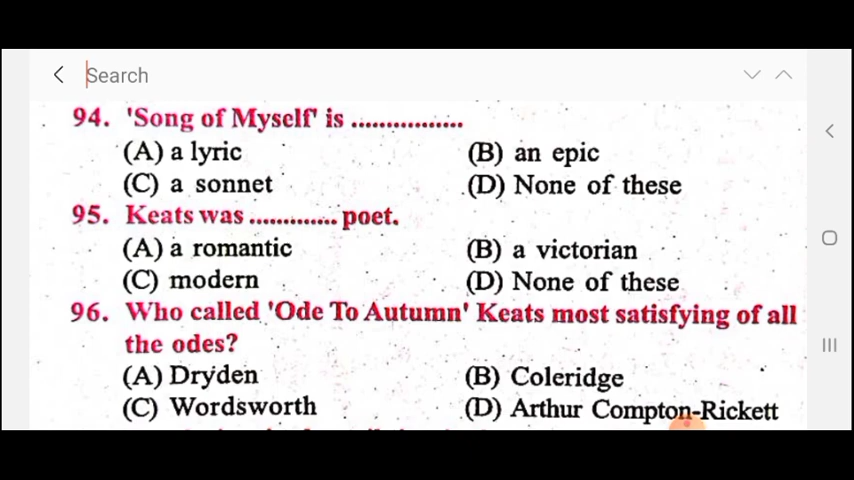 Search
94. 'Song of Myself' is ................
(A) a lyric (B) an epic
(C) a sonnet (D) None of these
95. Keats was ............. poet.
(A) a romantic (B) a victorian
(C) modern (D) None of these
96. Who called 'Ode To Autumn' Keats most satisfying of all
the odes?
(A) Dryden (B) Coleridge
(C) Wordsworth (D) Arthur Compton-Rickett